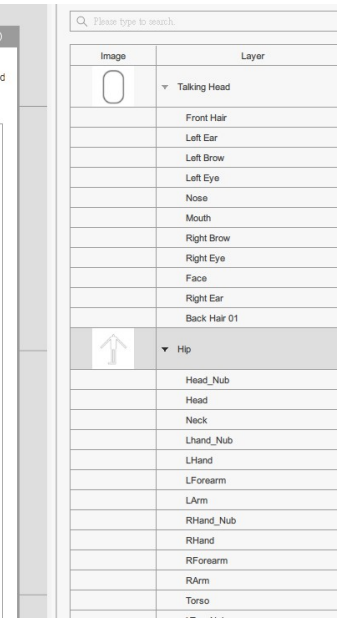 Please type to search.
Image Layer
Talking Head
Front Hair
Left Ear
Left Brow
Left Eye
Nose
Mouth
Right Brow
Right Eye
Face
Right Ear
Back Hair 01
Hip
Head_Nub
Head
Neck
Lhand_Nub
LHand
LForearm
LArm
RHand_Nub
RHand
RForearm
RArm
Torso